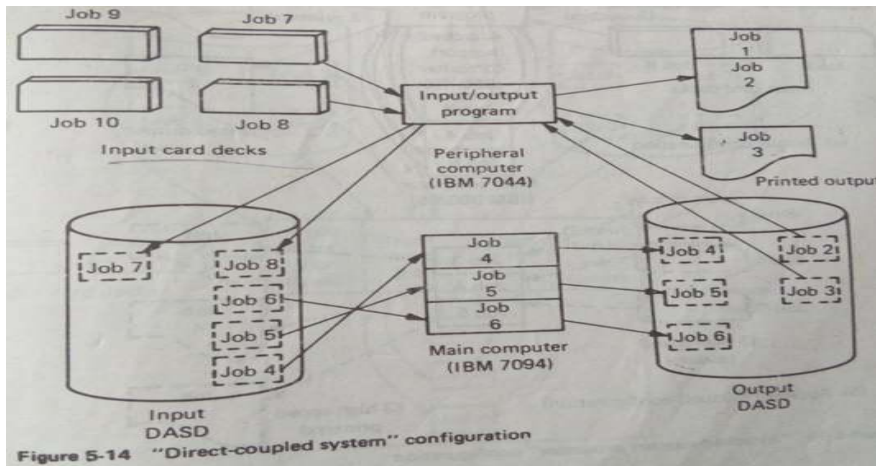 Job 9
Job 7
Job 10
Job 8
Input card decks
Input/output
program
Peripheral
computer
(IBM 7044)
Job
1
Job
2
Job
3
Printed output
Job 7
Job 8
Job 6
Job 5
Job 4
Input
DASD
Job
4
Job
5
Job
6
Main computer
(IBM 7094)
Job 4
Job 2
Job 5
Job 3
Job 6
Output
DASD
Figure 5-14 "Direct-coupled system" configuration